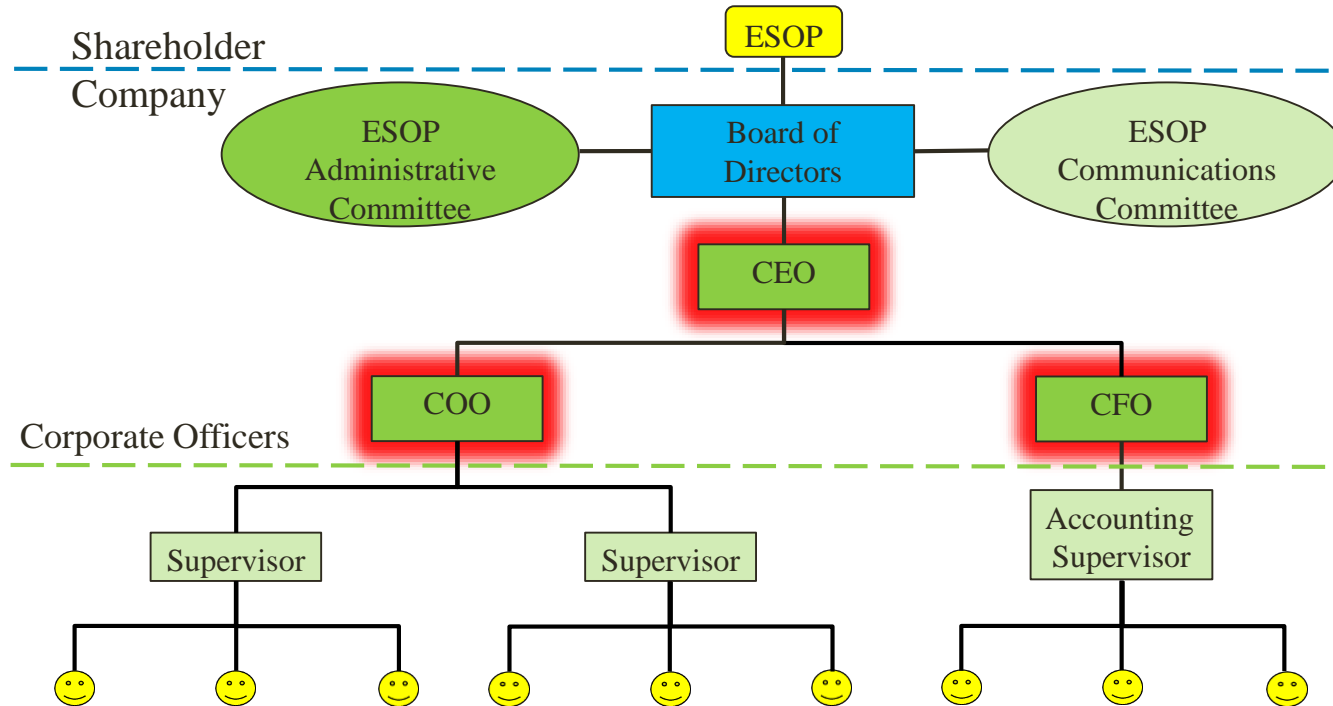 ESOP
Shareholder
Company
ESOP
Administrative
Committee
Board of
Directors
ESOP
Communications
Committee
CEO
COO
CFO
Corporate Officers
Supervisor
Supervisor
Accounting
Supervisor